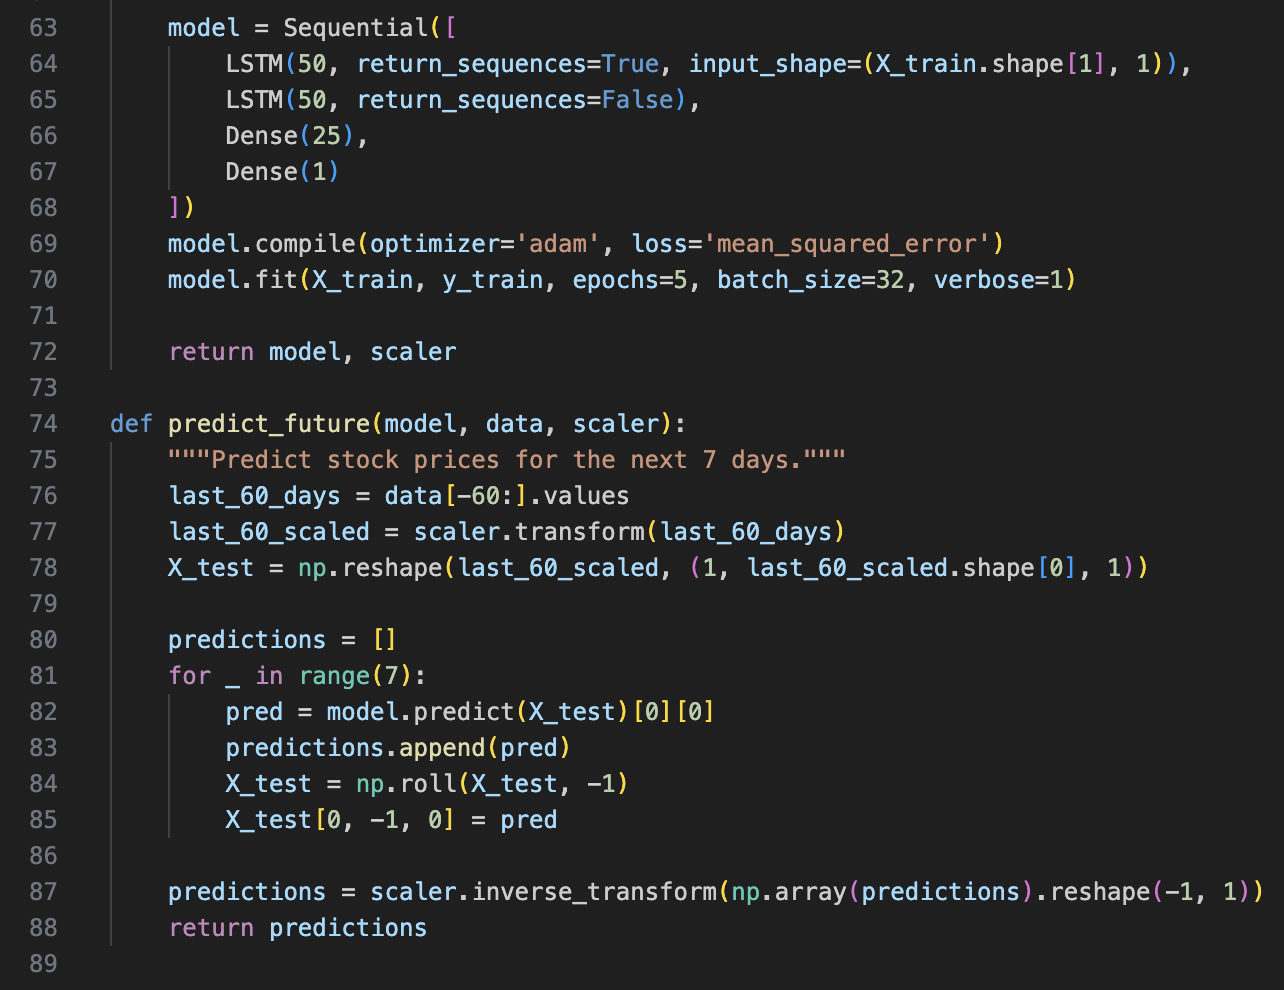 63 model = Sequential([
64 LSTM(50, return_sequences=True, input_shape=(X_train.shape[1], 1)),
65 LSTM(50, return_sequences=False),
66 Dense(25),
67 Dense(1)
68 ])
69 model.compile(optimizer='adam', loss='mean_squared_error')
70 model.fit(X_train, y_train, epochs=5, batch_size=32, verbose=1)
71
72 return model, scaler
73
74 def predict_future(model, data, scaler):
75 """Predict stock prices for the next 7 days."""
76 last_60_days = data[-60:].values
77 last_60_scaled = scaler.transform(last_60_days)
78 X_test = np.reshape(last_60_scaled, (1, last_60_scaled.shape[0], 1))
79
80 predictions = []
81 for _ in range(7):
82 pred = model.predict(X_test)[0][0]
83 predictions.append(pred)
84 X_test = np.roll(X_test, -1)
85 X_test[0, -1, 0] = pred
86
87 predictions = scaler.inverse_transform(np.array(predictions).reshape(-1, 1))
88 return predictions
89